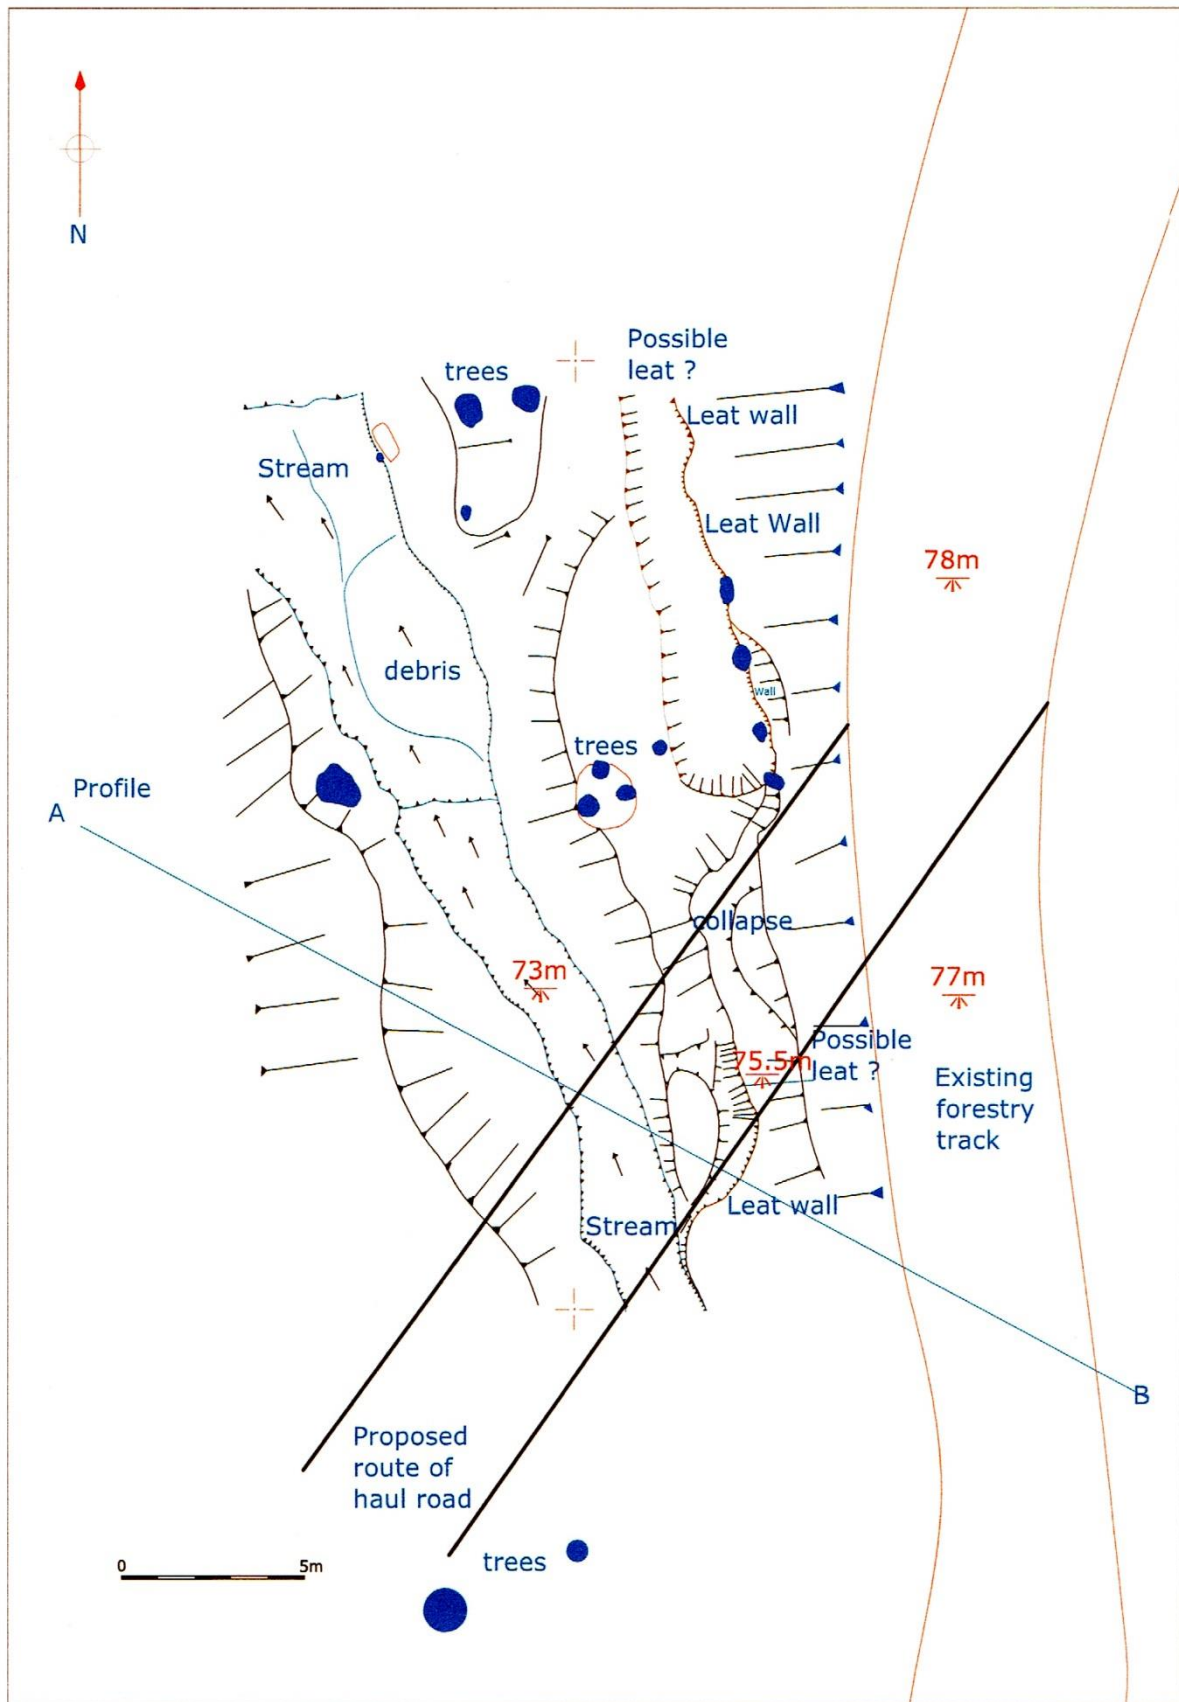 N
Possible
leat ?
trees
Leat wall
Stream
Leat Wall
78m
debris
Wall
trees
Profile
A
collapse
73m
77m
Possible
leat ?
75.5m
Existing
forestry
track
Leat wall
Stream
B
Proposed
route of
haul road
trees
0 5m